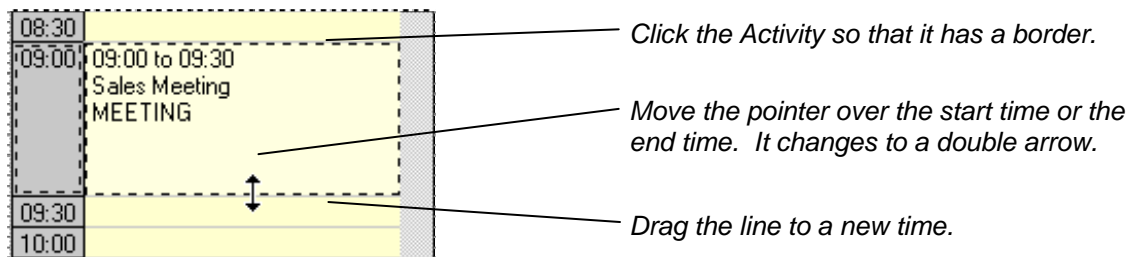 08:30
Click the Activity so that it has a border.
09:00
09:00 to 09:30
Sales Meeting
MEETING
Move the pointer over the start time or the
end time.  It changes to a double arrow.
09:30
Drag the line to a new time.
10:00